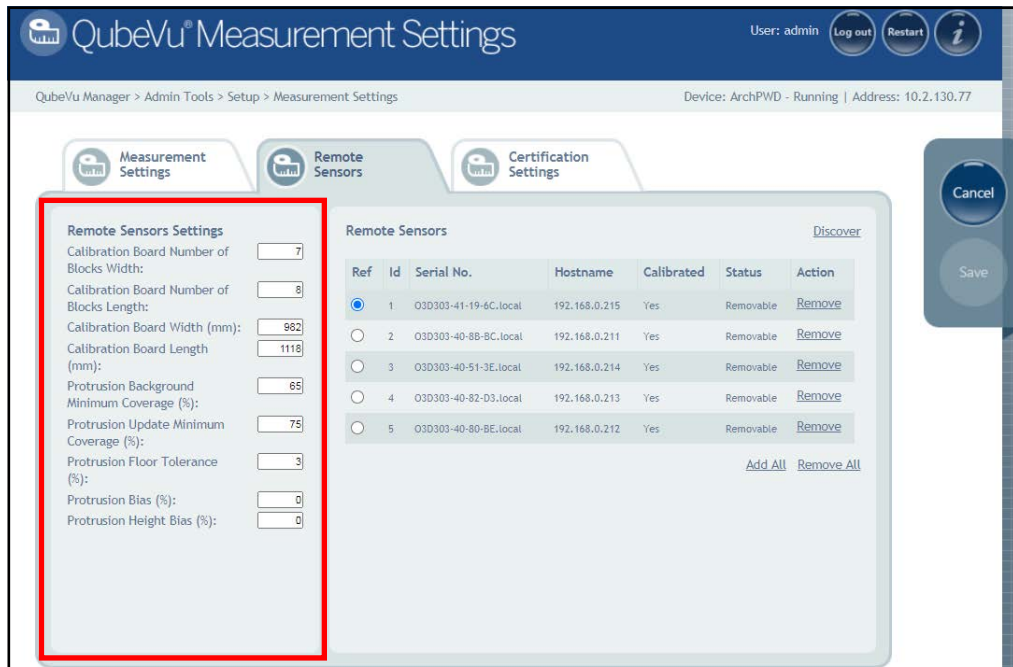 QubeVu® Measurement Settings
User: admin
Log out
Restart
i
QubeVu Manager > Admin Tools > Setup > Measurement Settings
Device: ArchPWD - Running | Address: 10.2.130.77
Measurement
Settings
Remote
Sensors
Certification
Settings
Cancel
Save
Remote Sensors Settings
Calibration Board Number of
Blocks Width: 7
Calibration Board Number of
Blocks Length: 8
Calibration Board Width (mm): 982
Calibration Board Length
(mm): 1118
Protrusion Background
Minimum Coverage (%): 65
Protrusion Update Minimum
Coverage (%): 75
Protrusion Floor Tolerance
(%): 3
Protrusion Bias (%): 0
Protrusion Height Bias (%): 0
Remote Sensors
Discover
Ref Id Serial No. Hostname Calibrated Status Action
1 O3D303-41-19-6C.local 192.168.0.215 Yes Removable Remove
2 O3D303-40-8B-BC.local 192.168.0.211 Yes Removable Remove
3 O3D303-40-51-3E.local 192.168.0.214 Yes Removable Remove
4 O3D303-40-82-D3.local 192.168.0.213 Yes Removable Remove
5 O3D303-40-80-BE.local 192.168.0.212 Yes Removable Remove
Add All Remove All